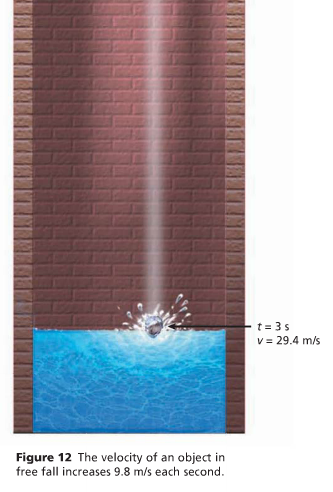 t = 3 s
v = 29.4 m/s
Figure 12 The velocity of an object in
free fall increases 9.8 m/s each second.